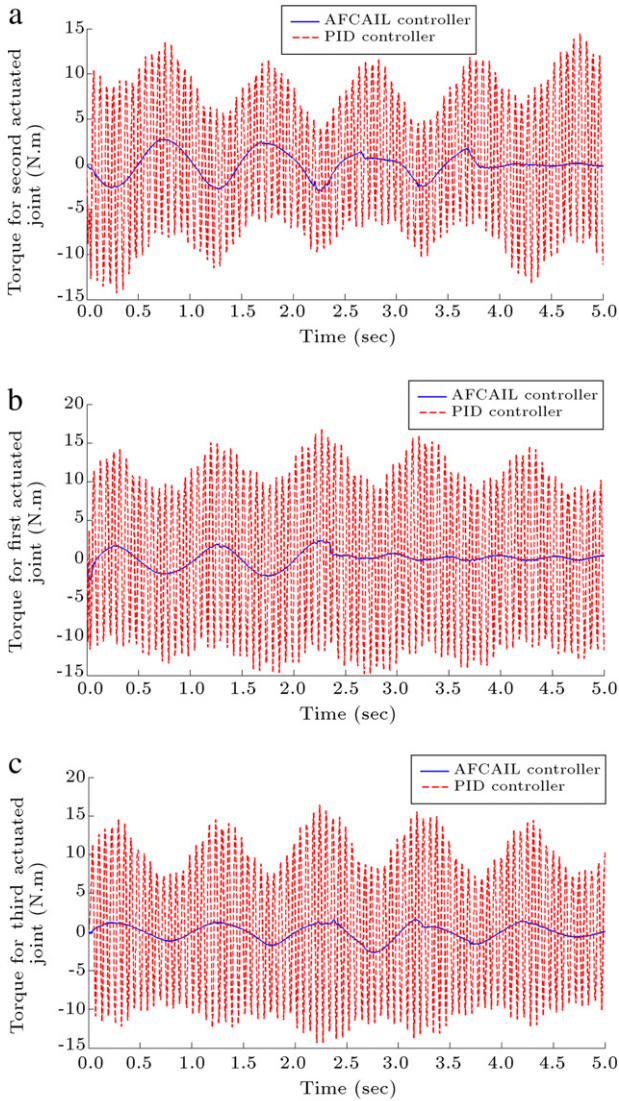 a
AFCAIL controller
PID controller
Torque for second actuated
joint (N.m)
15
10
5
0
-5
-10
-15
0.0 0.5 1.0 1.5 2.0 2.5 3.0 3.5 4.0 4.5 5.0
Time (sec)
b
AFCAIL controller
PID controller
Torque for first actuated
joint (N.m)
20
15
10
5
0
-5
-10
-15
0.0 0.5 1.0 1.5 2.0 2.5 3.0 3.5 4.0 4.5 5.0
Time (sec)
c
AFCAIL controller
PID controller
Torque for third actuated
joint (N.m)
20
15
10
5
0
-5
-10
-15
0.0 0.5 1.0 1.5 2.0 2.5 3.0 3.5 4.0 4.5 5.0
Time (sec)